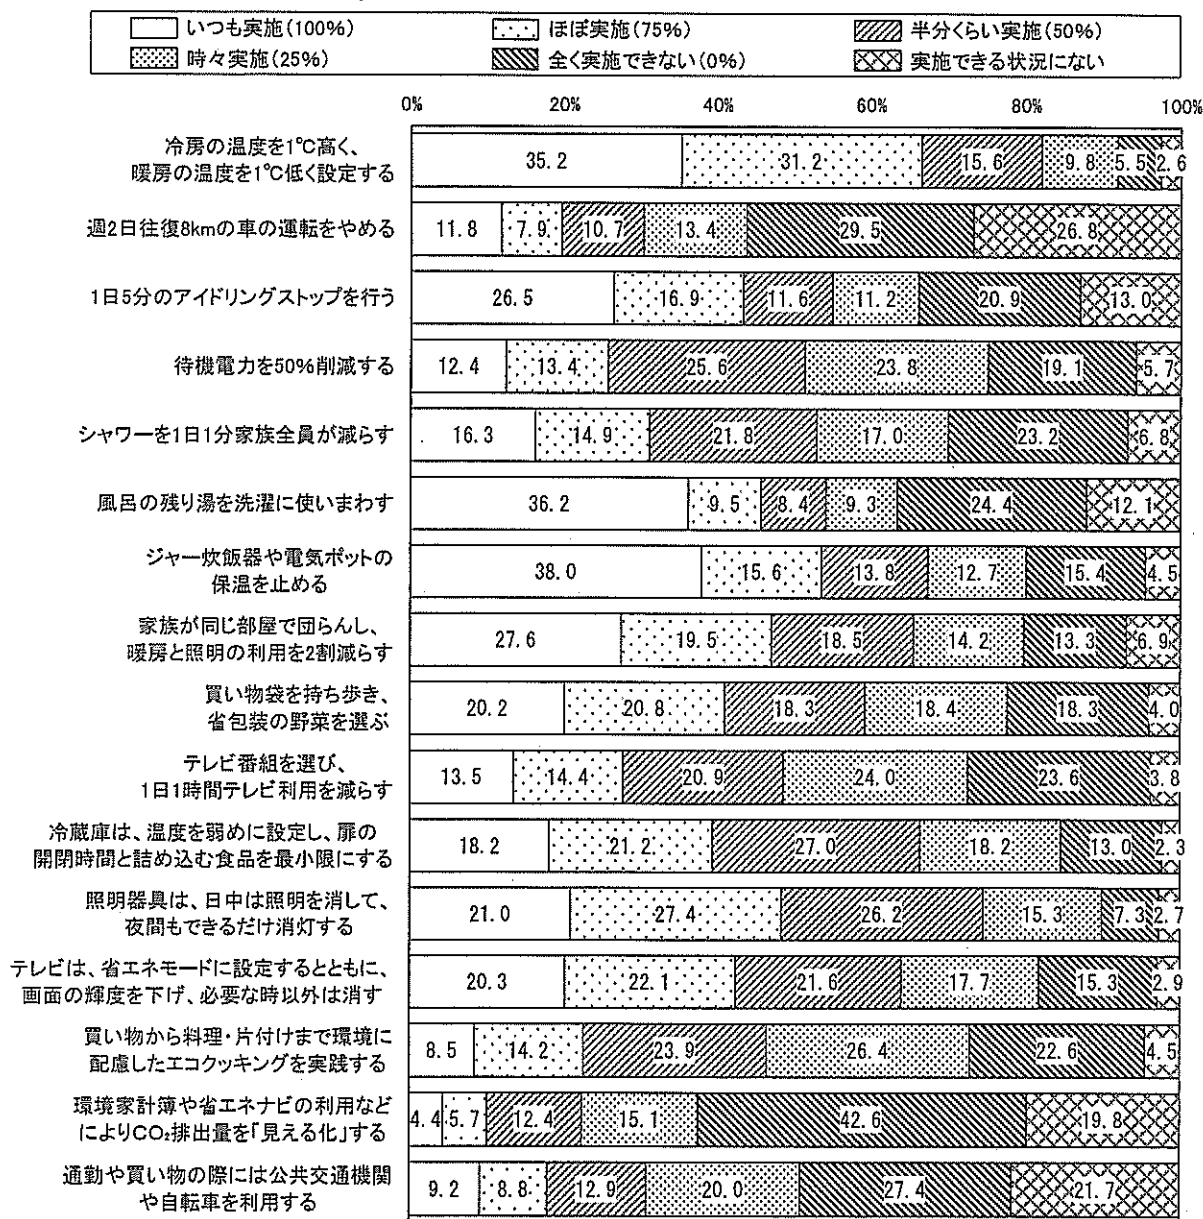 いつも実施(100%) ほぼ実施(75%) 半分くらい実施(50%)
時々実施(25%) 全く実施できない(0%) 実施できる状況にない
0% 20% 40% 60% 80% 100%
冷房の温度を1℃高く、
暖房の温度を1℃低く設定する
35.2 31.2 15.6 9.8 5.5 2.6
週2日往復8kmの車の運転をやめる
11.8 7.9 10.7 13.4 29.5 26.8
1日5分のアイドリングストップを行う
26.5 16.9 11.6 11.2 20.9 13.0
待機電力を50%削減する
12.4 13.4 25.6 23.8 19.1 5.7
シャワーを1日1分家族全員が減らす
16.3 14.9 21.8 17.0 23.2 6.8
風呂の残り湯を洗濯に使いまわす
36.2 9.5 8.4 9.3 24.4 12.1
ジャー炊飯器や電気ポットの
保温を止める
38.0 15.6 13.8 12.7 15.4 4.5
家族が同じ部屋で団らんし、
暖房と照明の利用を2割減らす
27.6 19.5 18.5 14.2 13.3 6.9
買い物袋を持ち歩き、
省包装の野菜を選ぶ
20.2 20.8 18.3 18.4 18.3 4.0
テレビ番組を選び、
1日1時間テレビ利用を減らす
13.5 14.4 20.9 24.0 23.6 3.8
冷蔵庫は、温度を弱めに設定し、扉の
開閉時間と詰め込む食品を最小限にする
18.2 21.2 27.0 18.2 13.0 2.3
照明器具は、日中は照明を消して、
夜間もできるだけ消灯する
21.0 27.4 26.2 15.3 7.3 2.7
テレビは、省エネモードに設定するとともに、
画面の輝度を下げ、必要な時以外は消す
20.3 22.1 21.6 17.7 15.3 2.9
買い物から料理・片付けまで環境に
配慮したエコクッキングを実践する
8.5 14.2 23.9 26.4 22.6 4.5
環境家計簿や省エネナビの利用など
によりCO₂排出量を「見える化」する
4.4 5.7 12.4 15.1 42.6 19.8
通勤や買い物の際には公共交通機関
や自転車を利用する
9.2 8.8 12.9 20.0 27.4 21.7